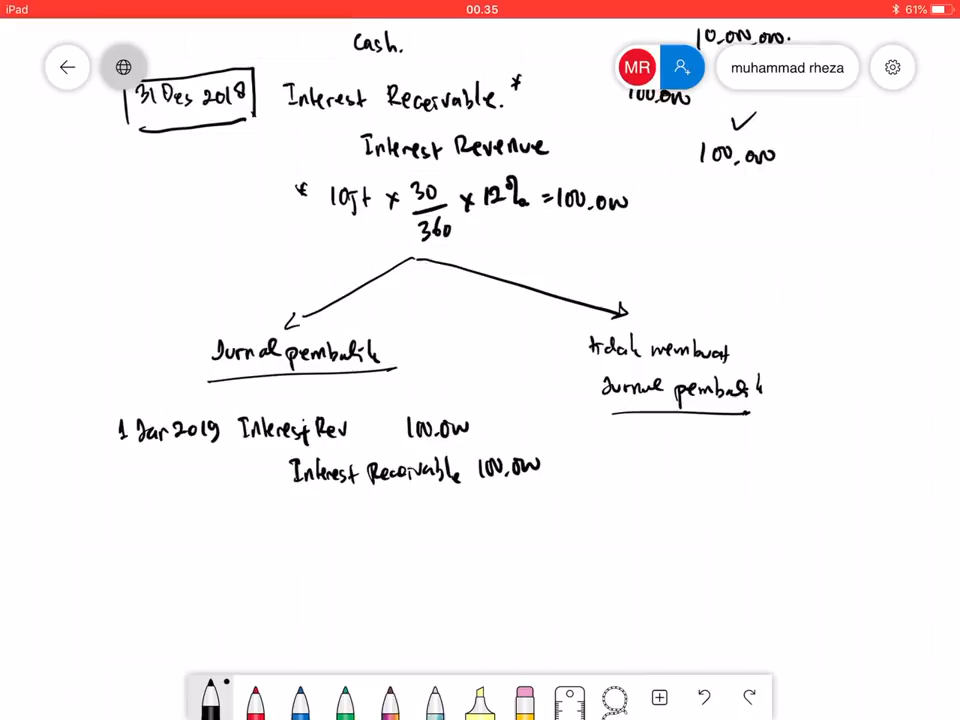 iPad 00.35 61%
Cash. 10.000.000.
MR muhammad rheza
31 Des 2018 Interest Receivable.* 100.000
Interest Revenue 100.000
* 10jt x 30/360 x 12% = 100.000
Jurnal pembalik
tidak membuat
Jurnal pembalik
1 Jan 2019 Interest Rev 100.000
Interest Receivable 100.000